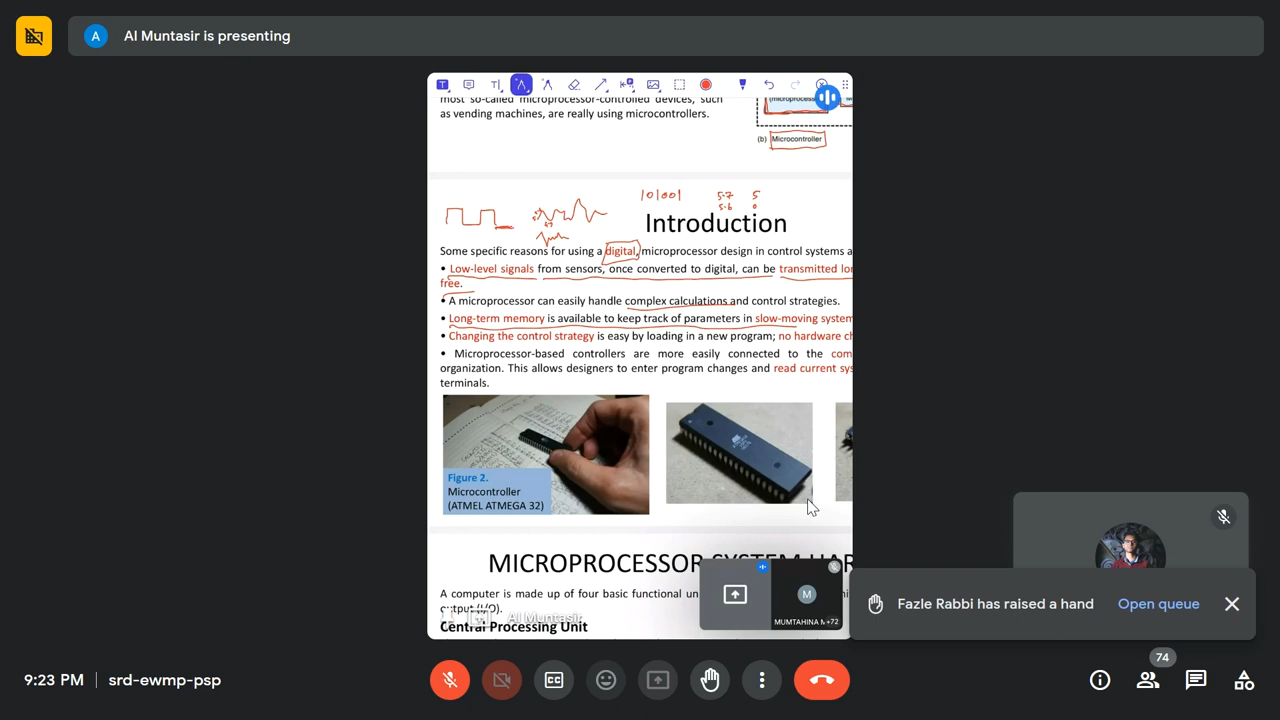 A
Al Muntasir is presenting
most so-called microprocessor-controlled devices, such
as vending machines, are really using microcontrollers.
(microprocess
(b) Microcontroller
101001 5.7 5
5.6 0
Introduction
Some specific reasons for using a digital, microprocessor design in control systems a
• Low-level signals from sensors, once converted to digital, can be transmitted lon
free.
• A microprocessor can easily handle complex calculations and control strategies.
• Long-term memory is available to keep track of parameters in slow-moving system
• Changing the control strategy is easy by loading in a new program; no hardware ch
• Microprocessor-based controllers are more easily connected to the com
organization. This allows designers to enter program changes and read current sys
terminals.
Figure 2.
Microcontroller
(ATMEL ATMEGA 32)
MICROPROCESSOR SYSTEM HAR
A computer is made up of four basic functional un
output (I/O).
Al Muntasir
Central Processing Unit
M
MUMTAHINA M
+72
Fazle Rabbi has raised a hand
Open queue
74
9:23 PM | srd-ewmp-psp